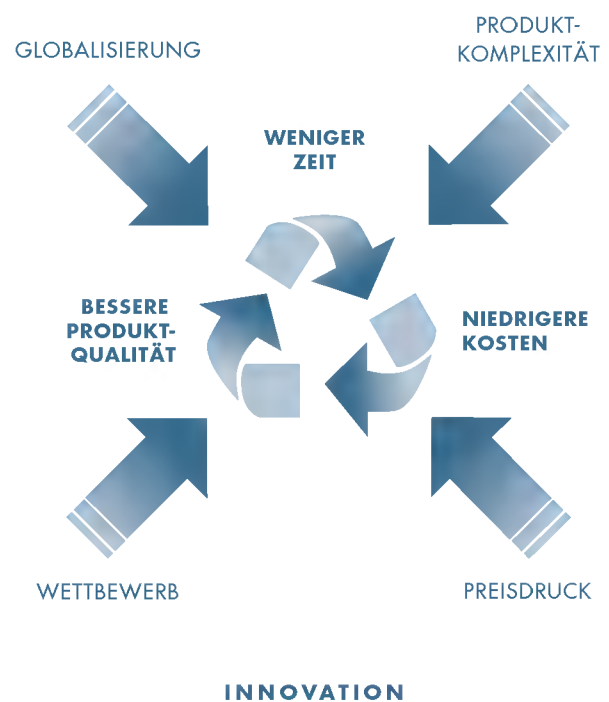 GLOBALISIERUNG
PRODUKT-
KOMPLEXITÄT
WENIGER
ZEIT
BESSERE
PRODUKT-
QUALITÄT
NIEDRIGERE
KOSTEN
WETTBEWERB
PREISDRUCK
INNOVATION